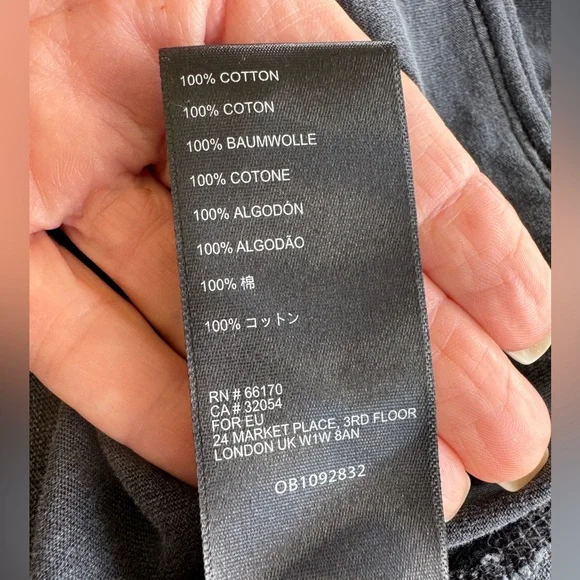 100% COTTON
100% COTON
100% BAUMWOLLE
100% COTONE
100% ALGODÓN
100% ALGODÃO
100% 棉
100% コットン
RN # 66170
CA # 32054
FOR EU
24 MARKET PLACE, 3RD FLOOR
LONDON UK W1W 8AN
OB1092832